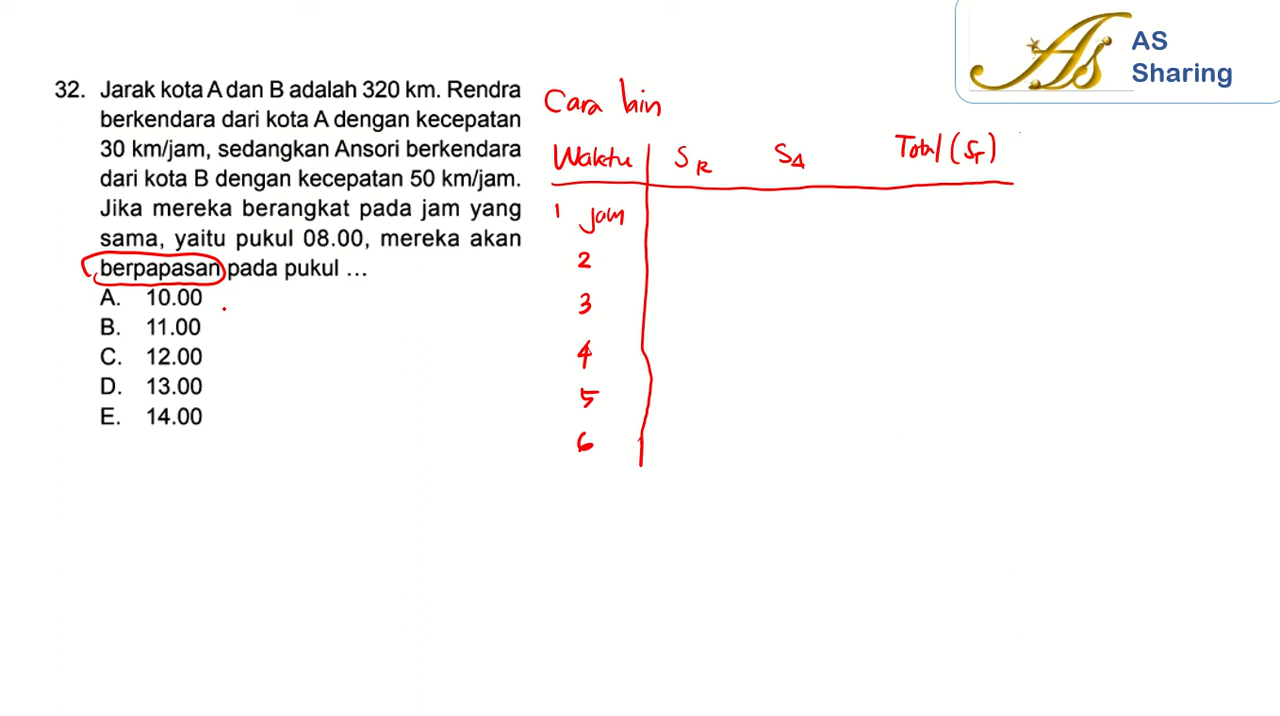 AS
Sharing
32. Jarak kota A dan B adalah 320 km. Rendra
berkendara dari kota A dengan kecepatan
30 km/jam, sedangkan Ansori berkendara
dari kota B dengan kecepatan 50 km/jam.
Jika mereka berangkat pada jam yang
sama, yaitu pukul 08.00, mereka akan
berpapasan pada pukul ...
A. 10.00
B. 11.00
C. 12.00
D. 13.00
E. 14.00
Cara lain
Waktu S_R S_A Total (S_T)
1 jam
2
3
4
5
6